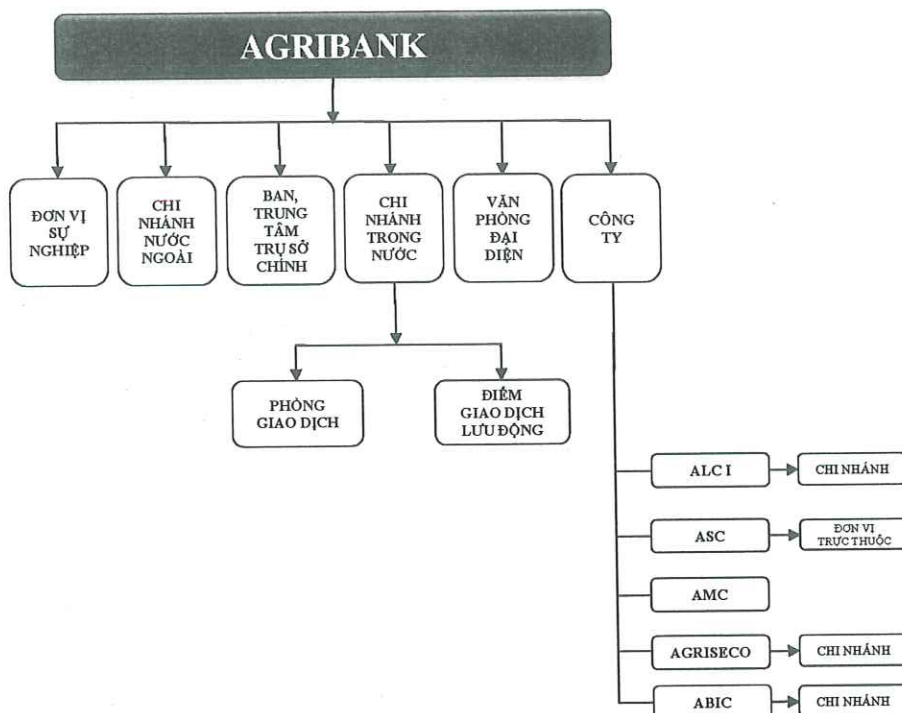 AGRIBANK
ĐƠN VỊ
SỰ
NGHIỆP
CHI
NHÁNH
NƯỚC
NGOÀI
BAN,
TRUNG
TÂM
TRỤ SỞ
CHÍNH
CHI
NHÁNH
TRONG
NƯỚC
VĂN
PHÒNG
ĐẠI
DIỆN
CÔNG
TY
PHÒNG
GIAO DỊCH
ĐIỂM
GIAO DỊCH
LƯU ĐỘNG
ALC I
CHI NHÁNH
ASC
ĐƠN VỊ
TRỰC THUỘC
AMC
AGRISECO
CHI NHÁNH
ABIC
CHI NHÁNH